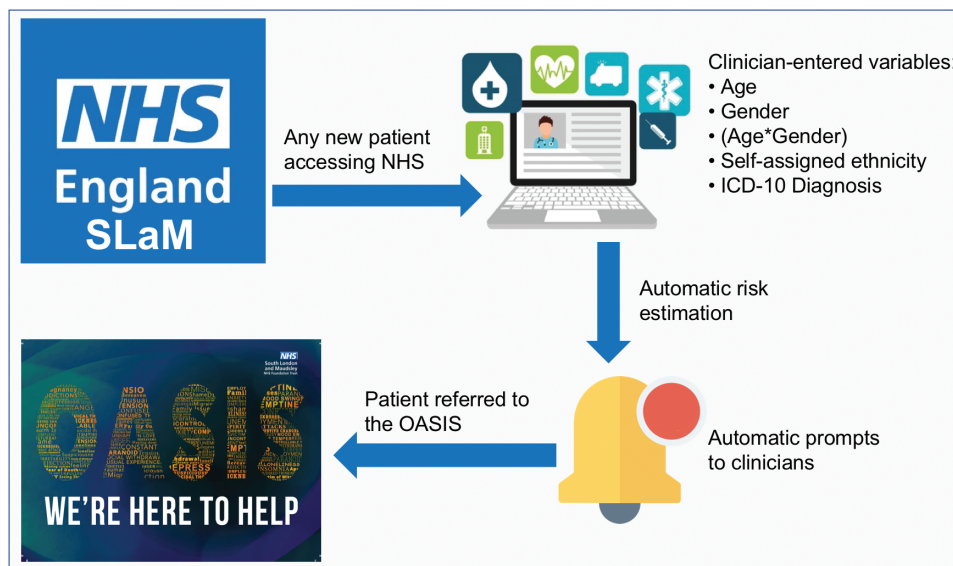 NHS
England
SLaM
Any new patient
accessing NHS
Clinician-entered variables:
• Age
• Gender
• (Age*Gender)
• Self-assigned ethnicity
• ICD-10 Diagnosis
Automatic risk
estimation
Automatic prompts
to clinicians
Patient referred to
the OASIS
NHS
South London
and Maudsley
NHS Foundation Trust
OASIS
WE'RE HERE TO HELP